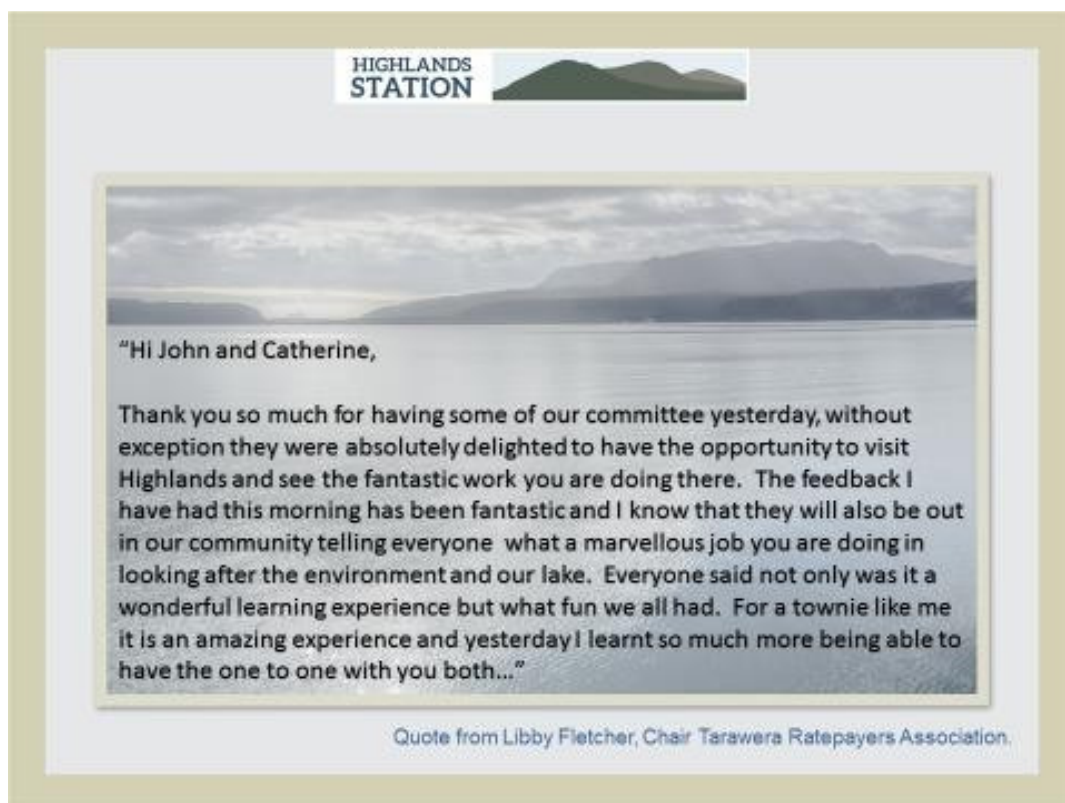 HIGHLANDS
STATION
“Hi John and Catherine,
Thank you so much for having some of our committee yesterday, without
exception they were absolutely delighted to have the opportunity to visit
Highlands and see the fantastic work you are doing there.  The feedback I
have had this morning has been fantastic and I know that they will also be out
in our community telling everyone  what a marvellous job you are doing in
looking after the environment and our lake.  Everyone said not only was it a
wonderful learning experience but what fun we all had.  For a townie like me
it is an amazing experience and yesterday I learnt so much more being able to
have the one to one with you both…”
Quote from Libby Fletcher, Chair Tarawera Ratepayers Association.